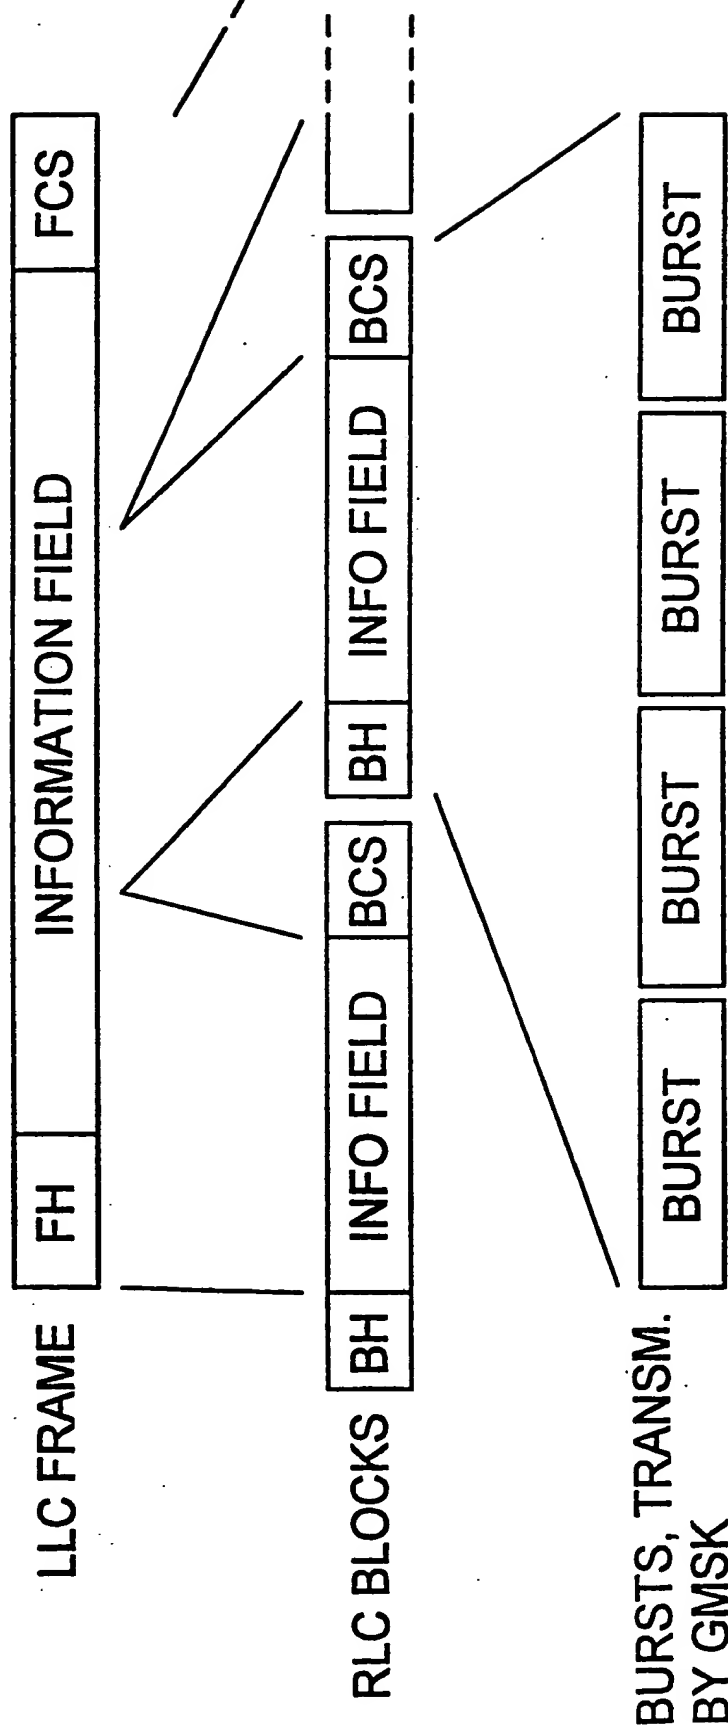 LLC FRAME
FH
INFORMATION FIELD
FCS
RLC BLOCKS
BH
INFO FIELD
BCS
BH
INFO FIELD
BCS
BURSTS, TRANSM.
BY GMSK
BURST
BURST
BURST
BURST